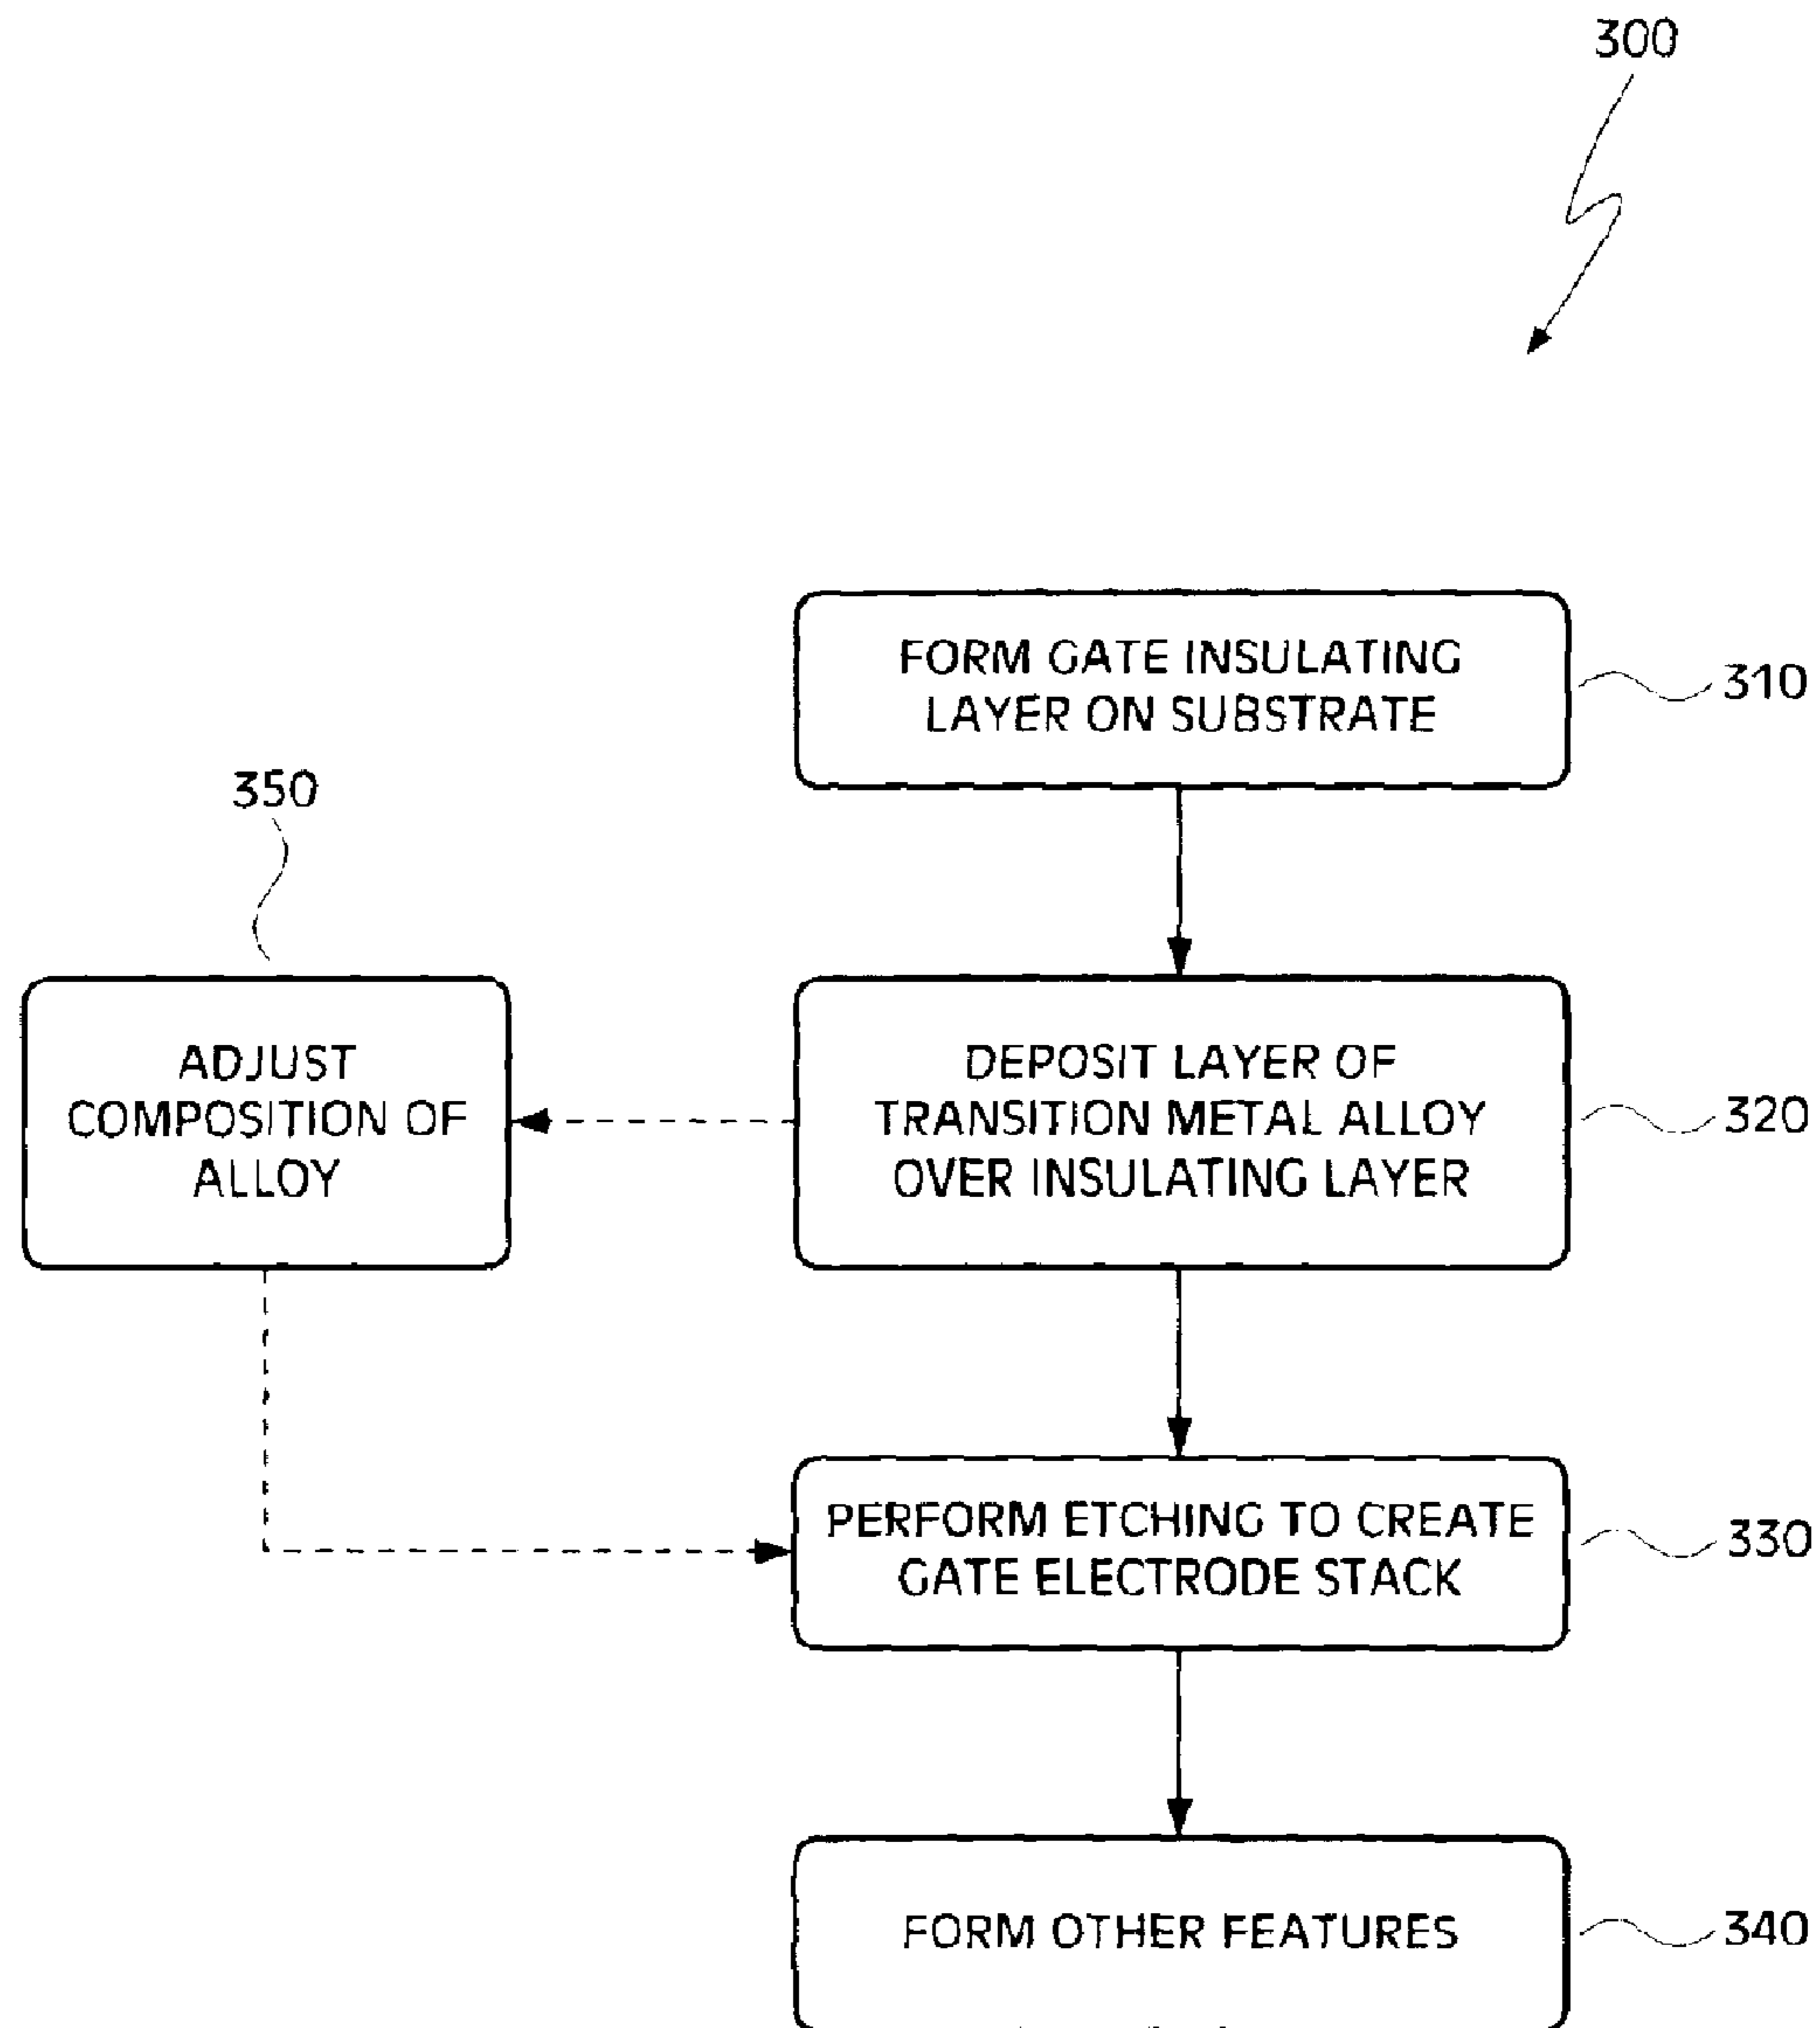 300
FORM GATE INSULATING
LAYER ON SUBSTRATE
310
350
ADJUST
COMPOSITION OF
ALLOY
DEPOSIT LAYER OF
TRANSITION METAL ALLOY
OVER INSULATING LAYER
320
PERFORM ETCHING TO CREATE
GATE ELECTRODE STACK
330
FORM OTHER FEATURES
340